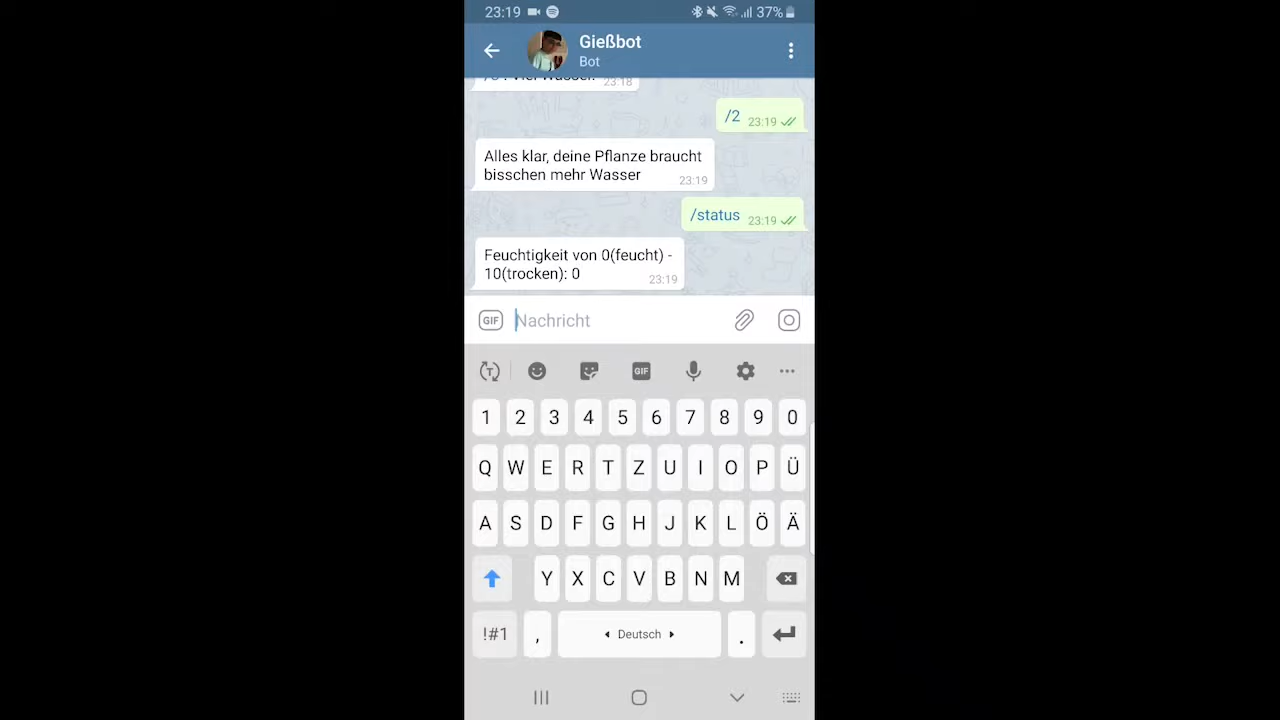 23:19 37%
Gießbot
Bot
23:18
/2 23:19
Alles klar, deine Pflanze braucht
bisschen mehr Wasser 23:19
/status 23:19
Feuchtigkeit von 0(feucht) -
10(trocken): 0 23:19
GIF Nachricht
T GIF
1 2 3 4 5 6 7 8 9 0
Q W E R T Z U I O P Ü
A S D F G H J K L Ö Ä
Y X C V B N M
!#1 , Deutsch .